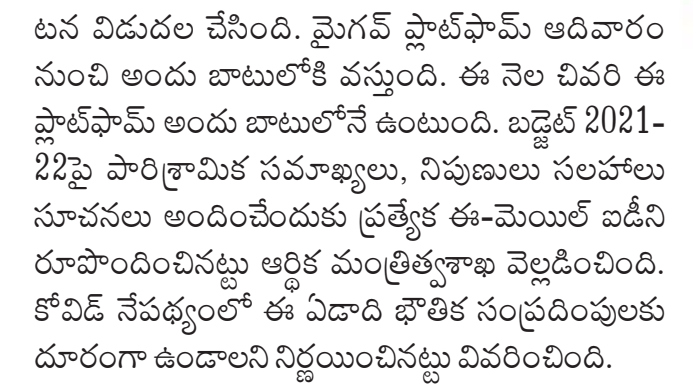 టన విడుదల చేసింది. మైగవ్ ప్లాట్‌ఫామ్ ఆదివారం
నుంచి అందు బాటులోకి వస్తుంది. ఈ నెల చివరి ఈ
ప్లాట్‌ఫామ్ అందు బాటులోనే ఉంటుంది. బడ్జెట్ 2021-
22పై పారిశ్రామిక సమాఖ్యలు, నిపుణులు సలహాలు
సూచనలు అందించేందుకు ప్రత్యేక ఈ-మెయిల్ ఐడీని
రూపొందించినట్టు ఆర్థిక మంత్రిత్వశాఖ వెల్లడించింది.
కోవిడ్ నేపథ్యంలో ఈ ఏడాది భౌతిక సంప్రదింపులకు
దూరంగా ఉండాలని నిర్ణయించినట్టు వివరించింది.